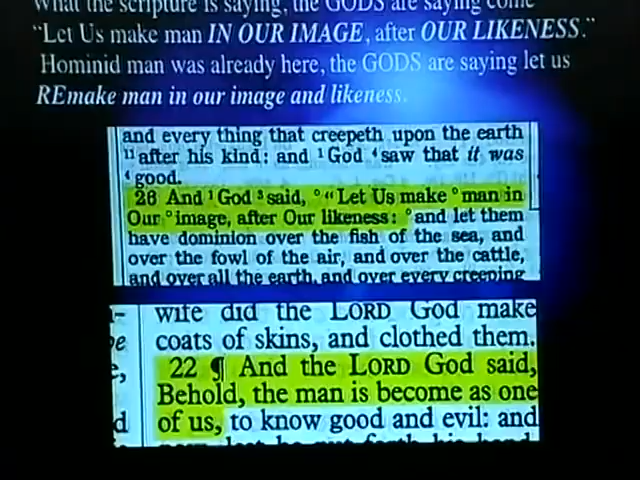 What the scripture is saying, the GODS are saying come
“Let Us make man IN OUR IMAGE, after OUR LIKENESS.”
Hominid man was already here, the GODS are saying let us
REmake man in our image and likeness.
and every thing that creepeth upon the earth
11 after his kind: and 1 God 4 saw that it was
4 good.
26 And 1 God 3 said, ° “Let Us make ° man in
Our ° image, after Our likeness: ° and let them
have dominion over the fish of the sea, and
over the fowl of the air, and over the cattle,
and over all the earth, and over every creeping
wife did the LORD God make
e coats of skins, and clothed them.
22 ¶ And the LORD God said,
Behold, the man is become as one
d of us, to know good and evil: and